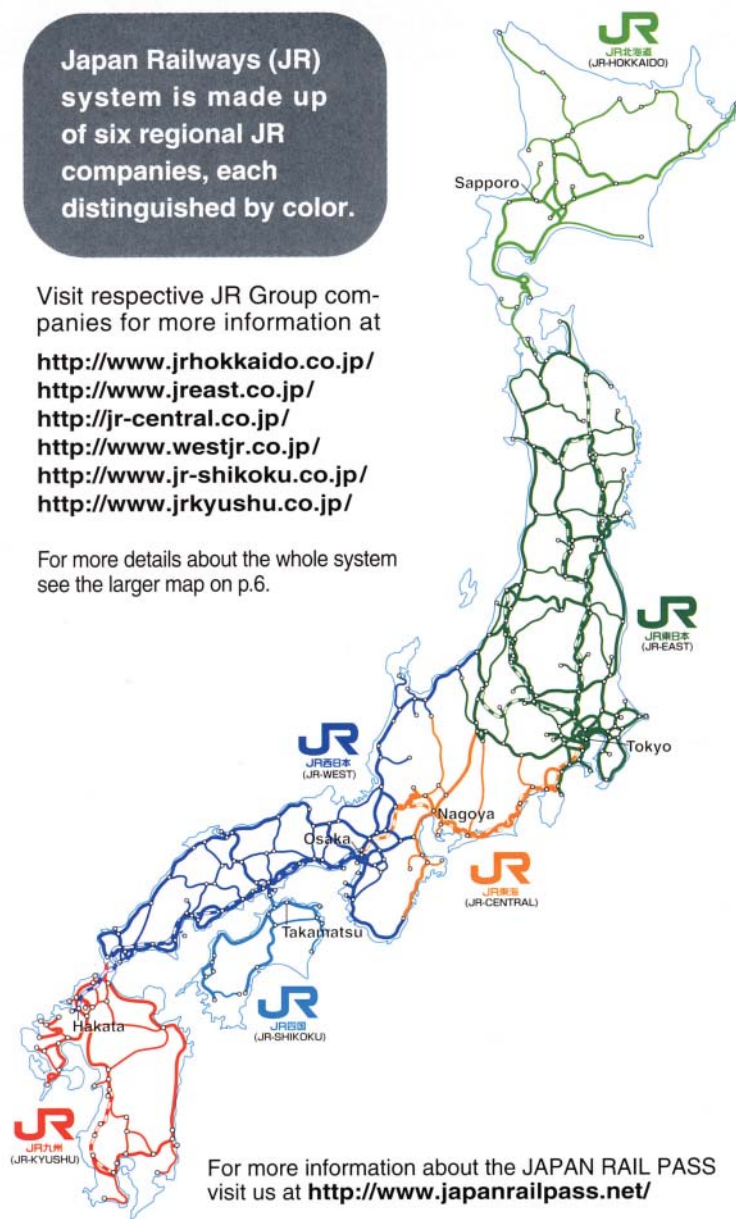 Japan Railways (JR)
system is made up
of six regional JR
companies, each
distinguished by color.
Visit respective JR Group com-
panies for more information at
http://www.jrhokkaido.co.jp/
http://www.jreast.co.jp/
http://jr-central.co.jp/
http://www.westjr.co.jp/
http://www.jr-shikoku.co.jp/
http://www.jrkyushu.co.jp/
For more details about the whole system
see the larger map on p.6.
JR
JR北海道
(JR-HOKKAIDO)
Sapporo
JR
JR東日本
(JR-EAST)
Tokyo
JR
JR西日本
(JR-WEST)
Nagoya
Osaka
JR
JR東海
(JR-CENTRAL)
Takamatsu
JR
JR四国
(JR-SHIKOKU)
Hakata
JR
JR九州
(JR-KYUSHU)
For more information about the JAPAN RAIL PASS
visit us at http://www.japanrailpass.net/